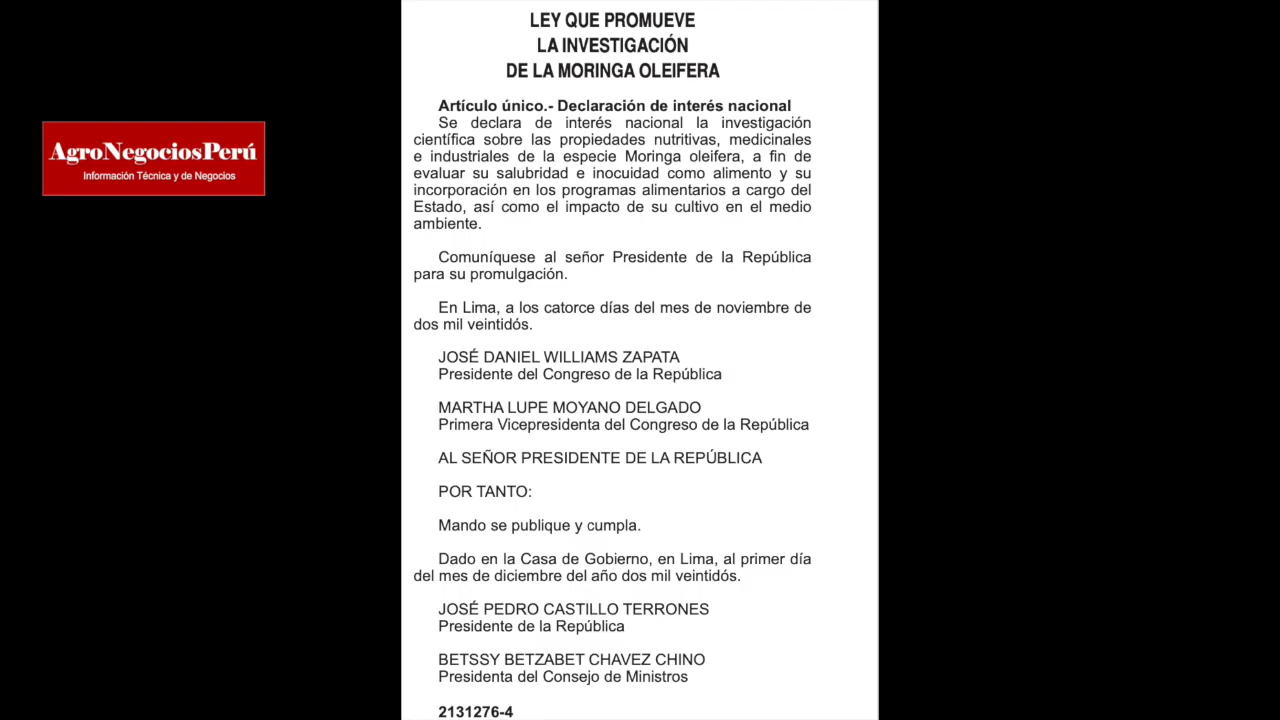 LEY QUE PROMUEVE
LA INVESTIGACIÓN
DE LA MORINGA OLEIFERA
AgroNegociosPerú
Información Técnica y de Negocios
Artículo único.- Declaración de interés nacional
Se declara de interés nacional la investigación
científica sobre las propiedades nutritivas, medicinales
e industriales de la especie Moringa oleifera, a fin de
evaluar su salubridad e inocuidad como alimento y su
incorporación en los programas alimentarios a cargo del
Estado, así como el impacto de su cultivo en el medio
ambiente.
Comuníquese al señor Presidente de la República
para su promulgación.
En Lima, a los catorce días del mes de noviembre de
dos mil veintidós.
JOSÉ DANIEL WILLIAMS ZAPATA
Presidente del Congreso de la República
MARTHA LUPE MOYANO DELGADO
Primera Vicepresidenta del Congreso de la República
AL SEÑOR PRESIDENTE DE LA REPÚBLICA
POR TANTO:
Mando se publique y cumpla.
Dado en la Casa de Gobierno, en Lima, al primer día
del mes de diciembre del año dos mil veintidós.
JOSÉ PEDRO CASTILLO TERRONES
Presidente de la República
BETSSY BETZABET CHAVEZ CHINO
Presidenta del Consejo de Ministros
2131276-4